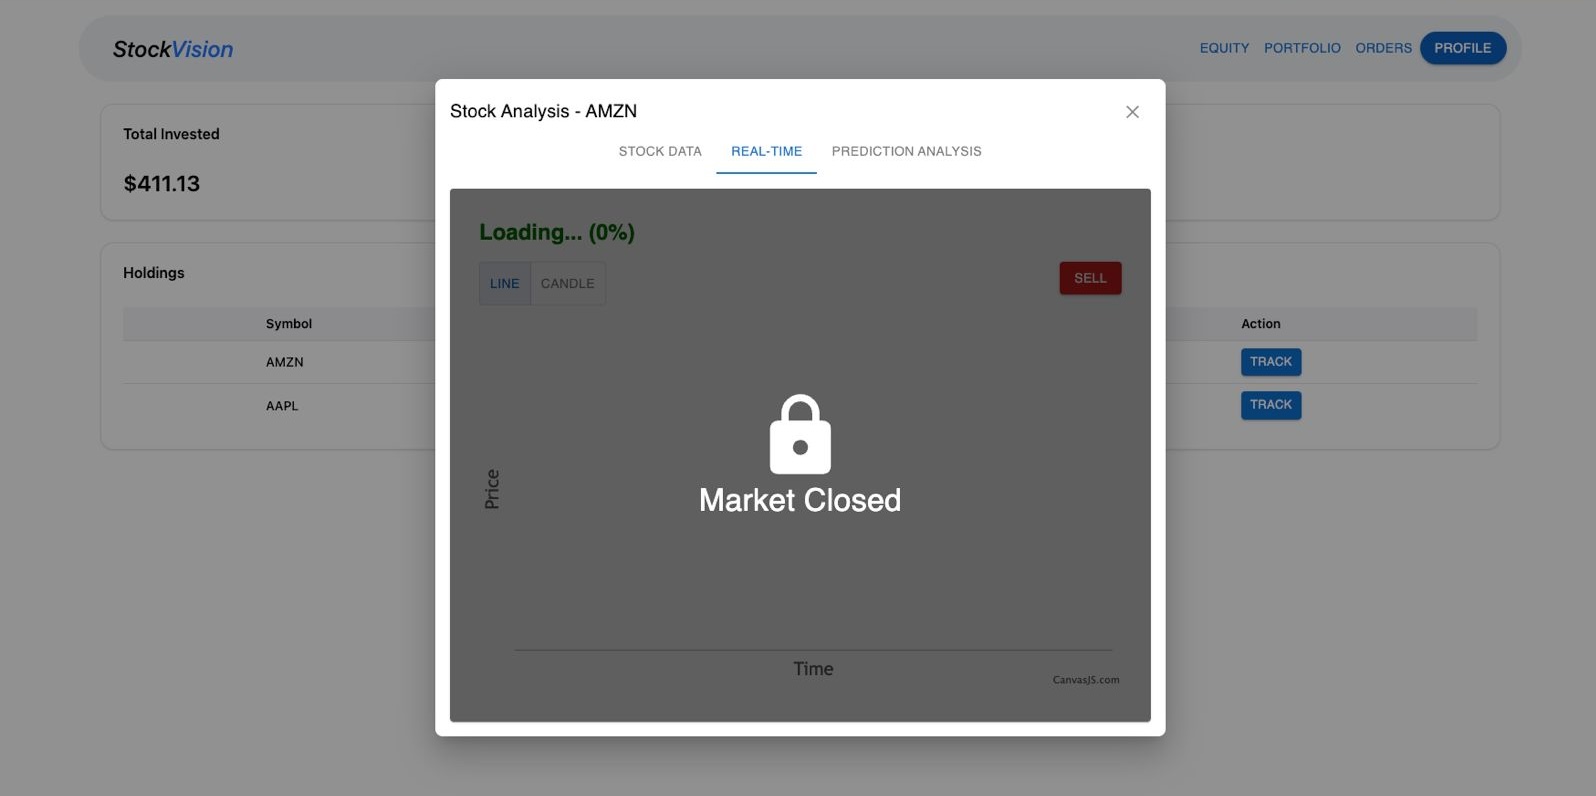 StockVision
EQUITY PORTFOLIO ORDERS PROFILE
Total Invested
$411.13
Holdings
Symbol
Action
AMZN
TRACK
AAPL
TRACK
Stock Analysis - AMZN
STOCK DATA REAL-TIME PREDICTION ANALYSIS
Loading... (0%)
LINE CANDLE
SELL
Market Closed
Price
Time
CanvasJS.com